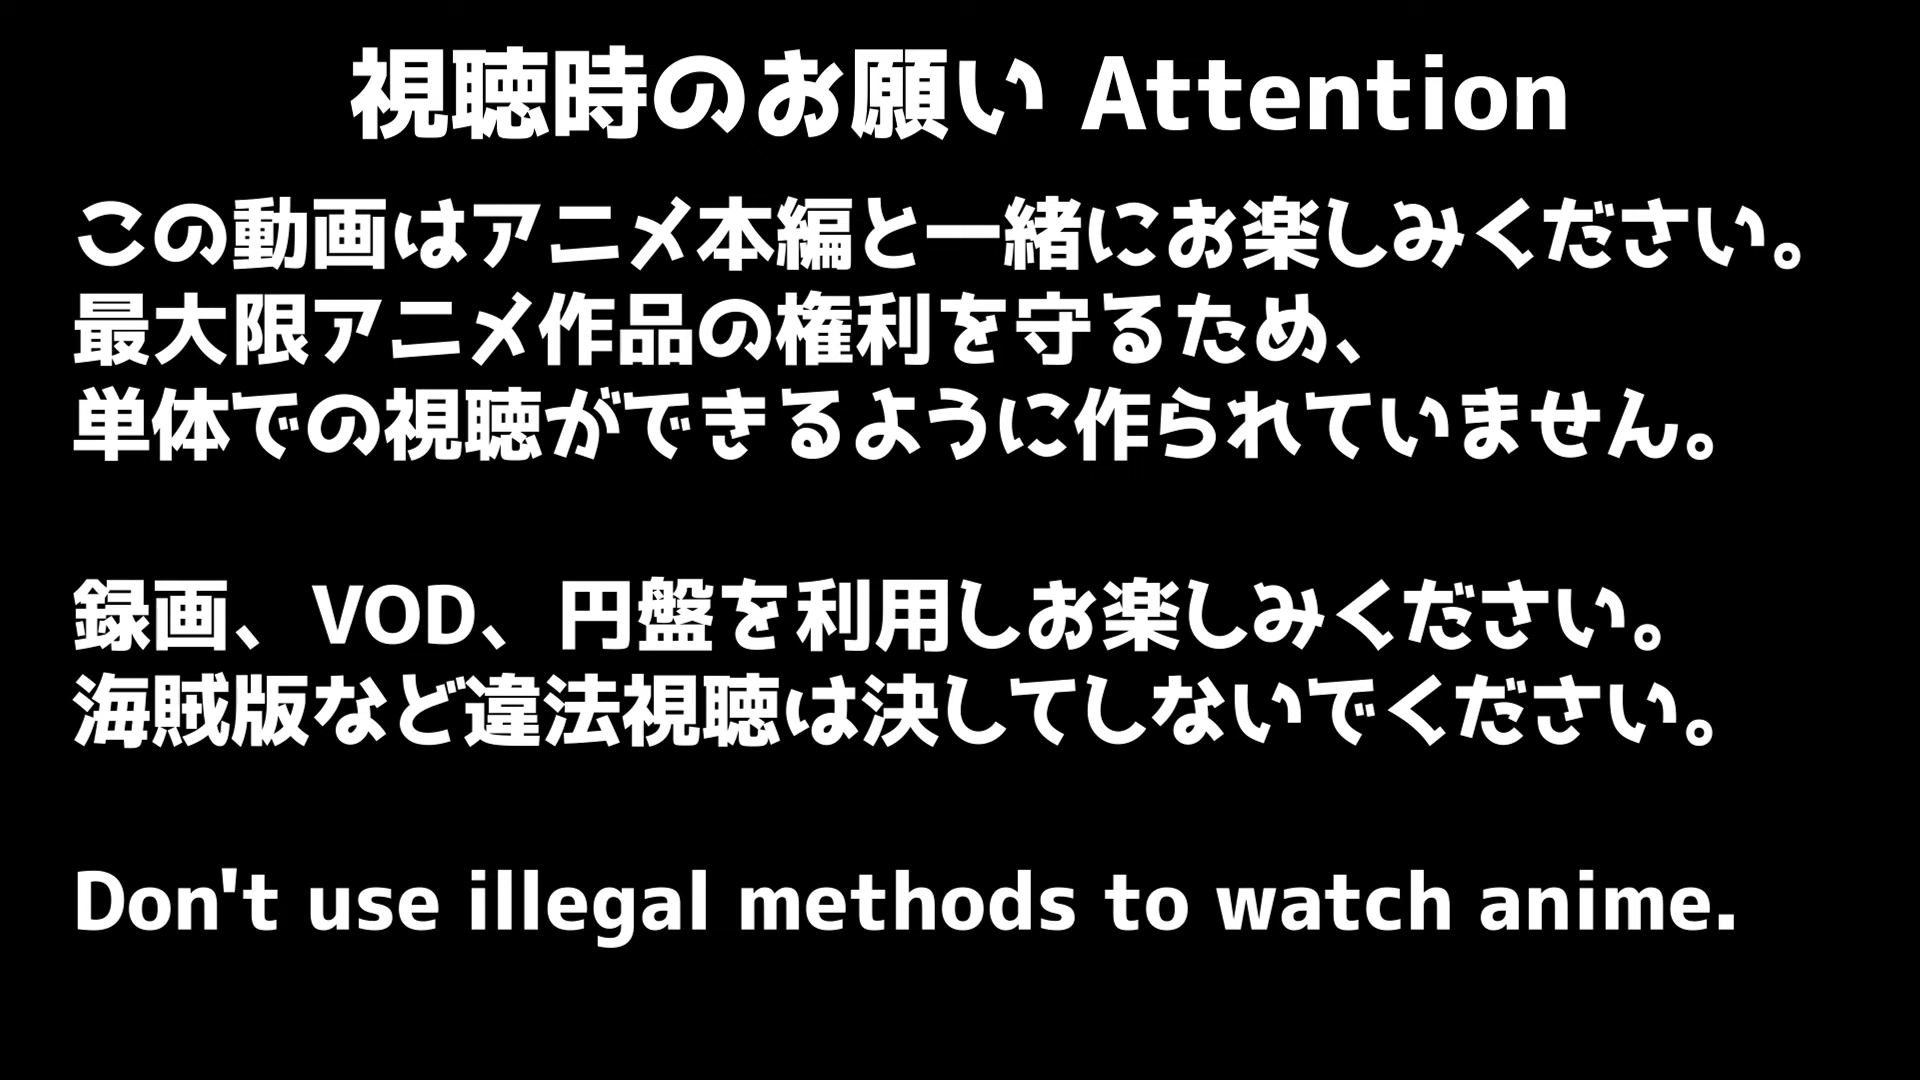 視聴時のお願い Attention
この動画はアニメ本編と一緒にお楽しみください。
最大限アニメ作品の権利を守るため、
単体での視聴ができるように作られていません。
録画、VOD、円盤を利用しお楽しみください。
海賊版など違法視聴は決してしないでください。
Don't use illegal methods to watch anime.